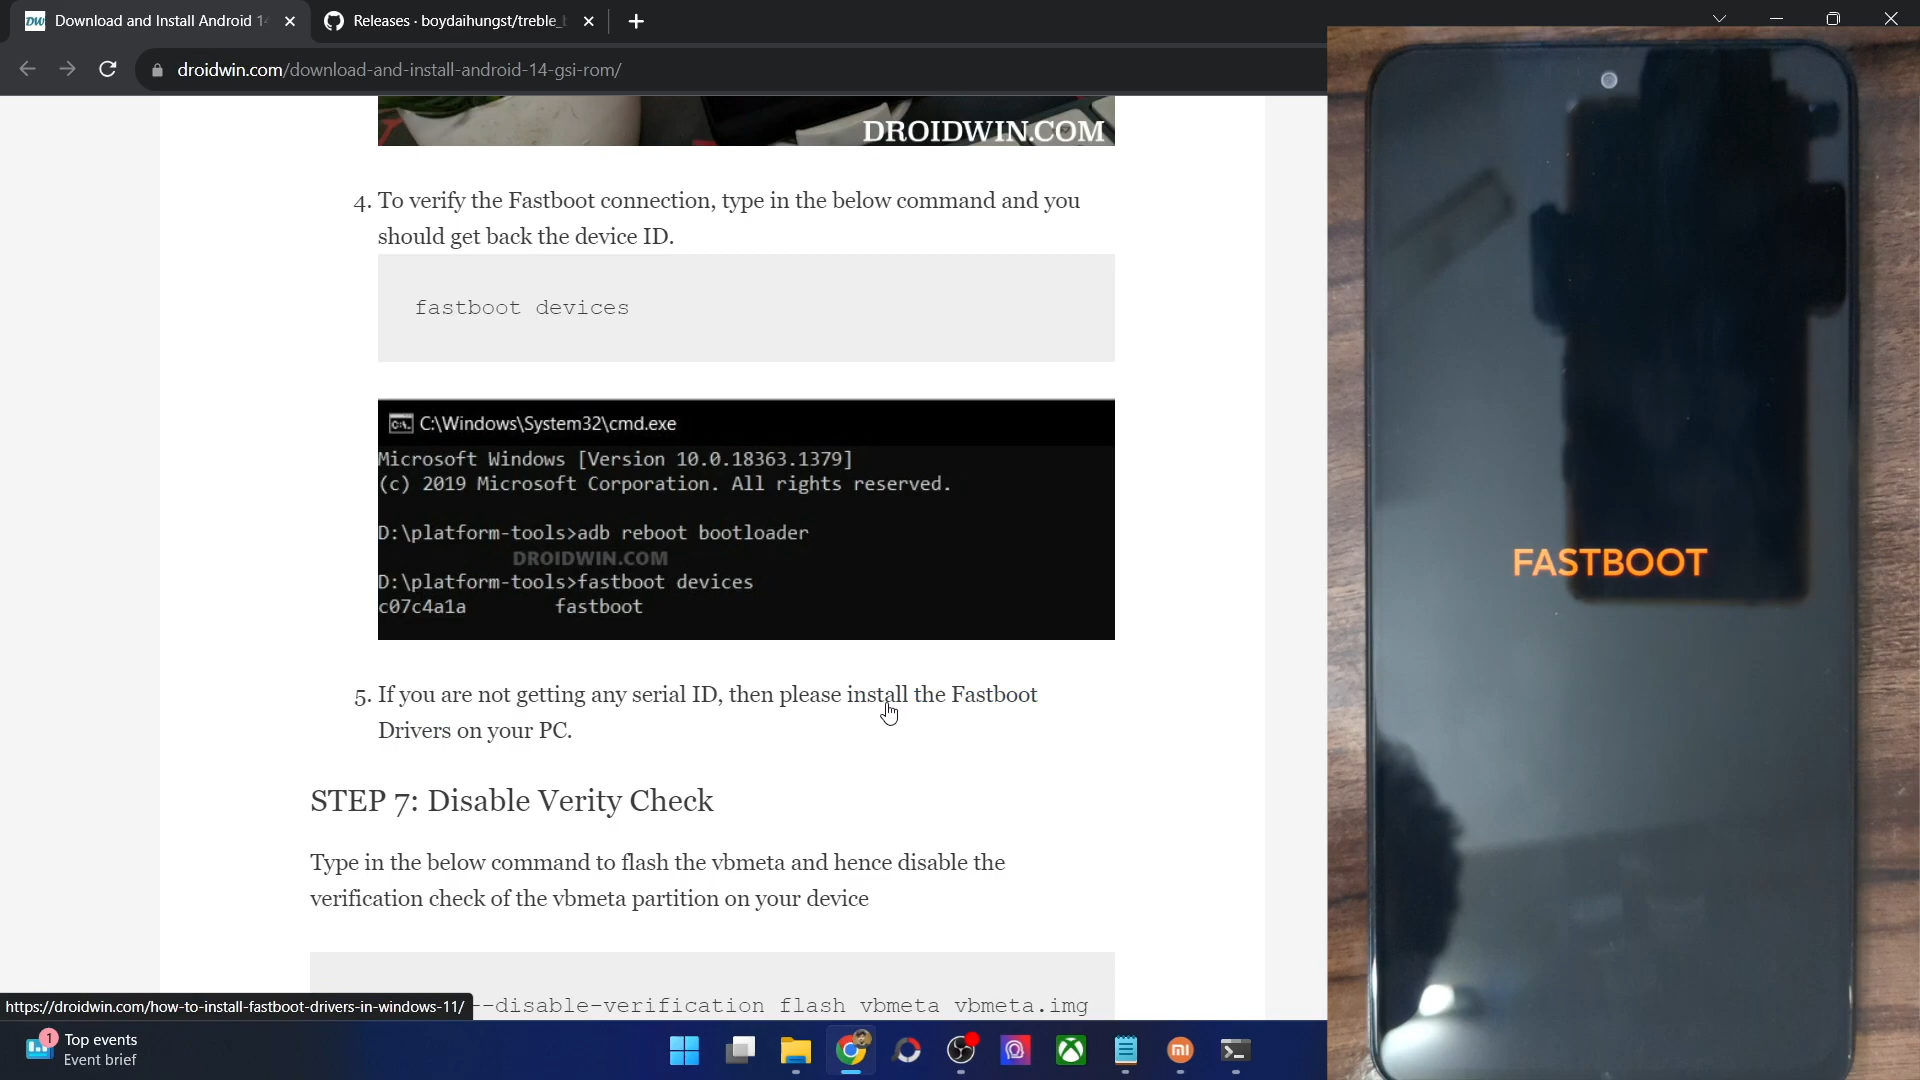 DW Download and Install Android 14
Releases · boydaihungst/treble_
droidwin.com/download-and-install-android-14-gsi-rom/
DROIDWIN.COM
4. To verify the Fastboot connection, type in the below command and you
should get back the device ID.
fastboot devices
C:\Windows\System32\cmd.exe
Microsoft Windows [Version 10.0.18363.1379]
(c) 2019 Microsoft Corporation. All rights reserved.
D:\platform-tools>adb reboot bootloader
DROIDWIN.COM
D:\platform-tools>fastboot devices
c07c4a1a fastboot
5. If you are not getting any serial ID, then please install the Fastboot
Drivers on your PC.
STEP 7: Disable Verity Check
Type in the below command to flash the vbmeta and hence disable the
verification check of the vbmeta partition on your device
--disable-verification flash vbmeta vbmeta.img
https://droidwin.com/how-to-install-fastboot-drivers-in-windows-11/
1
Top events
Event brief
mi
FASTBOOT